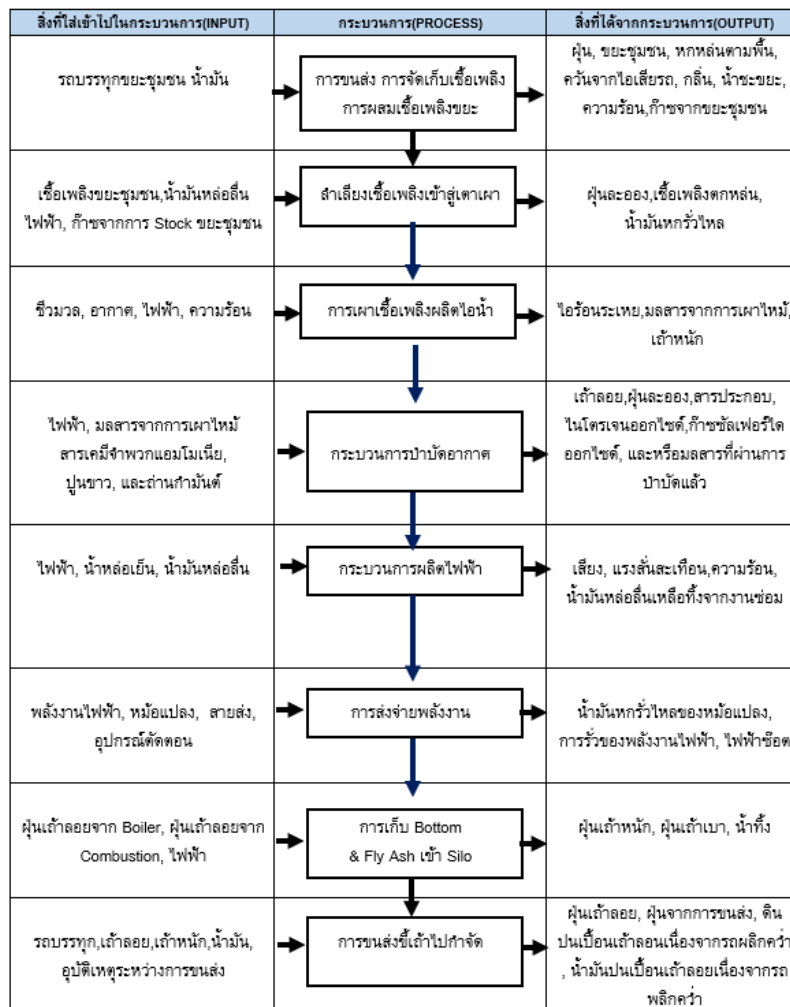 สิ่งที่ใส่เข้าไปในกระบวนการ(INPUT)
กระบวนการ(PROCESS)
สิ่งที่ได้จากกระบวนการ(OUTPUT)
รถบรรทุกขยะชุมชน น้ำมัน
การขนส่ง การจัดเก็บเชื้อเพลิง
การผสมเชื้อเพลิงขยะ
ฝุ่น, ขยะชุมชน, หกหล่นตามพื้น,
ควันจากไอเสียรถ, กลิ่น, น้ำชะขยะ,
ความร้อน,ก๊าซจากขยะชุมชน
เชื้อเพลิงขยะชุมชน,น้ำมันหล่อลื่น
ไฟฟ้า, ก๊าซจากการ Stock ขยะชุมชน
ลำเลียงเชื้อเพลิงเข้าสู่เตาเผา
ฝุ่นละออง,เชื้อเพลิงตกหล่น,
น้ำมันหกรั่วไหล
ชีวมวล, อากาศ, ไฟฟ้า, ความร้อน
การเผาเชื้อเพลิงผลิตไอน้ำ
ไอร้อนระเหย,มลสารจากการเผาไหม้,
เถ้าหนัก
ไฟฟ้า, มลสารจากการเผาไหม้
สารเคมีจำพวกแอมโมเนีย,
ปูนขาว, และถ่านกำมันต์
กระบวนการบำบัดอากาศ
เถ้าลอย,ฝุ่นละออง,สารประกอบ,
ไนโตรเจนออกไซด์,ก๊าซซัลเฟอร์ได
ออกไซด์, และหรือมลสารที่ผ่านการ
บำบัดแล้ว
ไฟฟ้า, น้ำหล่อเย็น, น้ำมันหล่อลื่น
กระบวนการผลิตไฟฟ้า
เสียง, แรงสั่นสะเทือน,ความร้อน,
น้ำมันหล่อลื่นเหลือทิ้งจากงานซ่อม
พลังงานไฟฟ้า, หม้อแปลง, สายส่ง,
อุปกรณ์ตัดตอน
การส่งจ่ายพลังงาน
น้ำมันหกรั่วไหลของหม้อแปลง,
การรั่วของพลังงานไฟฟ้า, ไฟฟ้าช๊อต
ฝุ่นเถ้าลอยจาก Boiler, ฝุ่นเถ้าลอยจาก
Combustion, ไฟฟ้า
การเก็บ Bottom
& Fly Ash เข้า Silo
ฝุ่นเถ้าหนัก, ฝุ่นเถ้าเบา, น้ำทิ้ง
รถบรรทุก,เถ้าลอย,เถ้าหนัก,น้ำมัน,
อุบัติเหตุระหว่างการขนส่ง
การขนส่งขี้เถ้าไปกำจัด
ฝุ่นเถ้าลอย, ฝุ่นจากการขนส่ง, ดิน
ปนเปื้อนเถ้าลอนเนื่องจากรถผลิกคว่ำ
, น้ำมันปนเปื้อนเถ้าลอยเนื่องจากรถ
พลิกคว่ำ